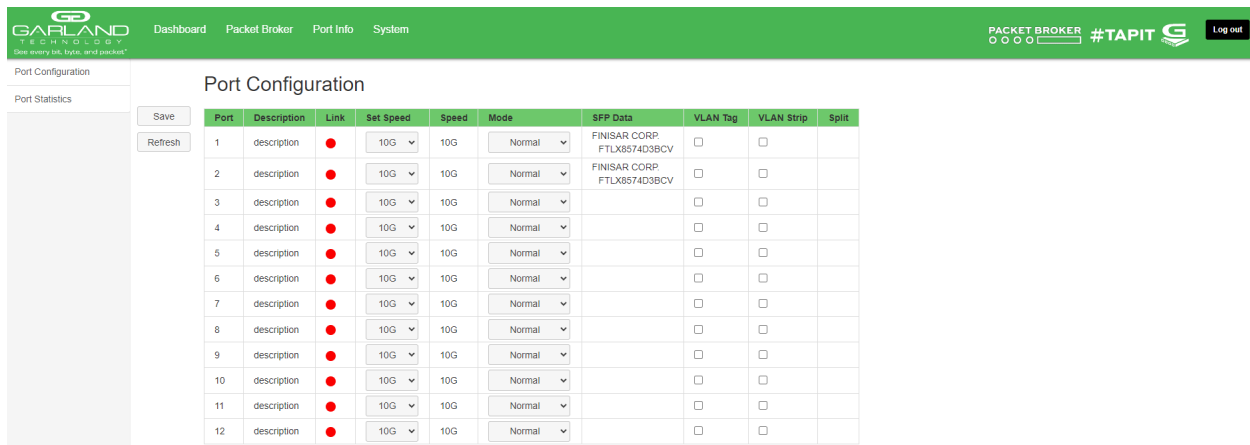 GARLAND
TECHNOLOGY
See every bit, byte, and packet®
Dashboard Packet Broker Port Info System
PACKET BROKER #TAPIT
Log out
Port Configuration
Port Statistics
Save
Refresh
Port Configuration
Port Description Link Set Speed Speed Mode SFP Data VLAN Tag VLAN Strip Split
1 description 10G 10G Normal FINISAR CORP.
FTLX8574D3BCV
2 description 10G 10G Normal FINISAR CORP.
FTLX8574D3BCV
3 description 10G 10G Normal
4 description 10G 10G Normal
5 description 10G 10G Normal
6 description 10G 10G Normal
7 description 10G 10G Normal
8 description 10G 10G Normal
9 description 10G 10G Normal
10 description 10G 10G Normal
11 description 10G 10G Normal
12 description 10G 10G Normal